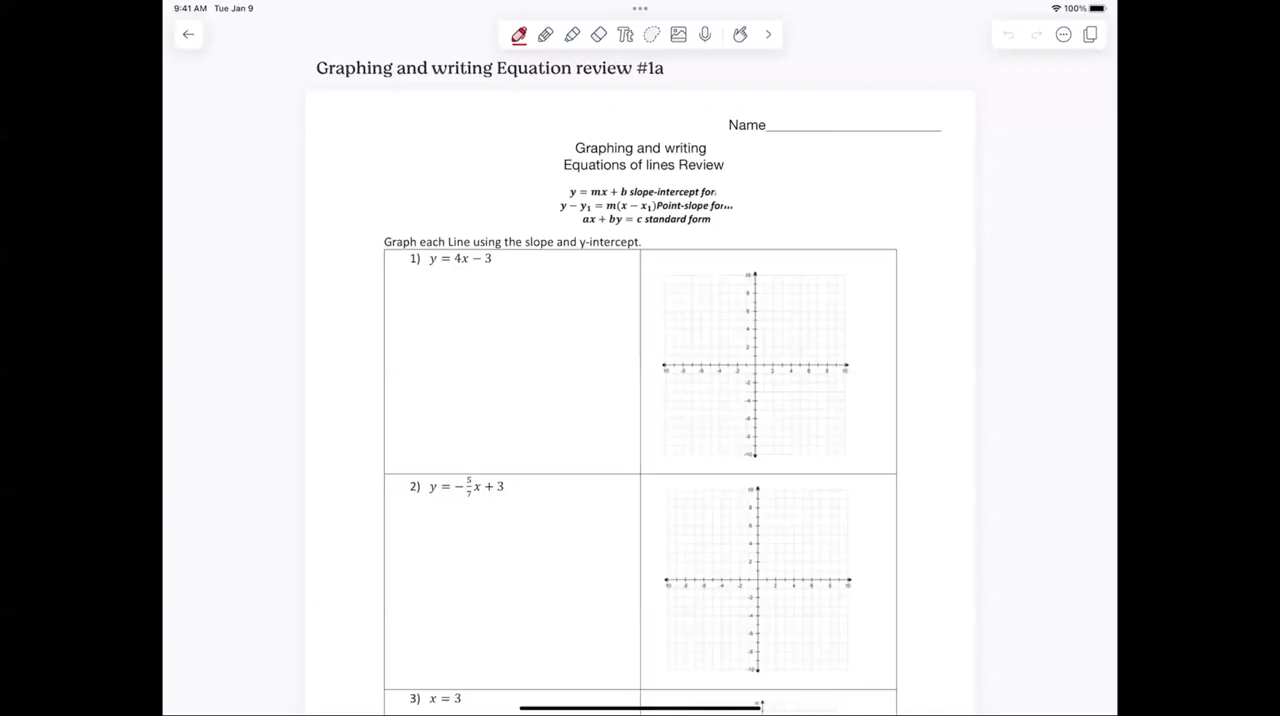 9:41 AM Tue Jan 9
100%
Graphing and writing Equation review #1a
Name
Graphing and writing
Equations of lines Review
y = mx + b slope-intercept for
y − y₁ = m(x − x₁)Point-slope for...
ax + by = c standard form
Graph each Line using the slope and y-intercept.
1) y = 4x − 3
2) y = −5/7x + 3
3) x = 3